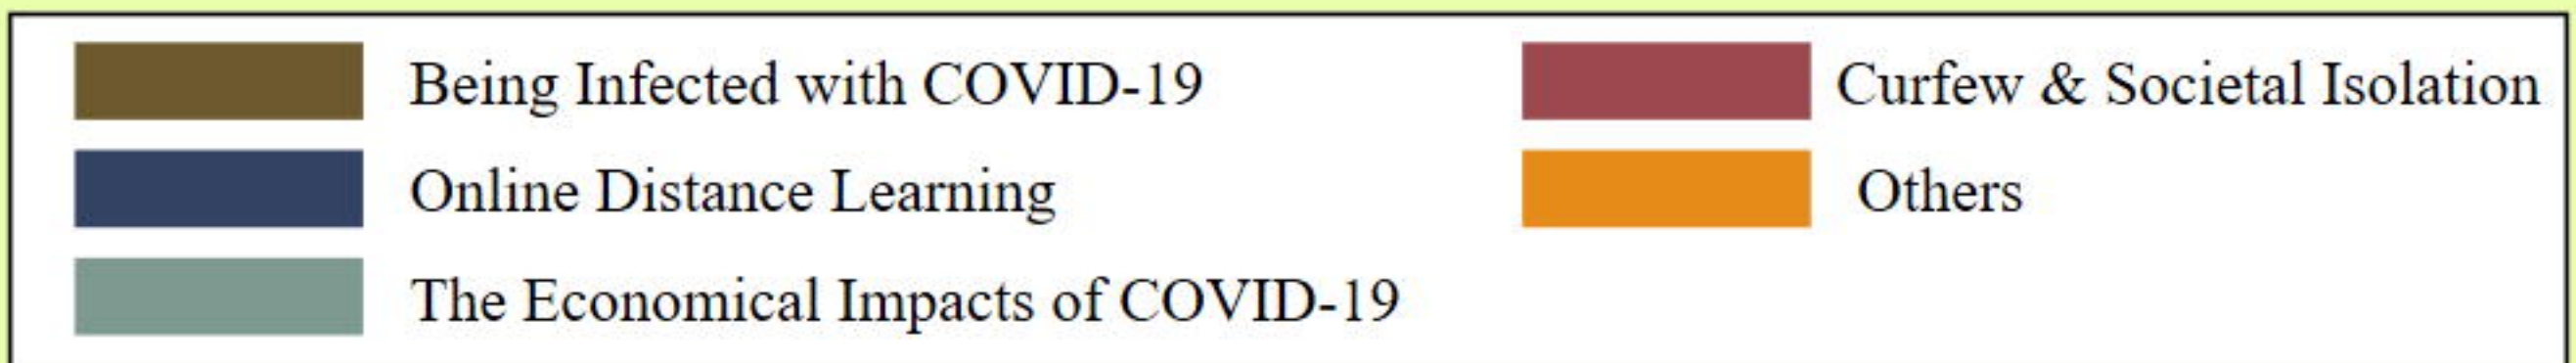 Being Infected with COVID-19
Curfew & Societal Isolation
Online Distance Learning
Others
The Economical Impacts of COVID-19